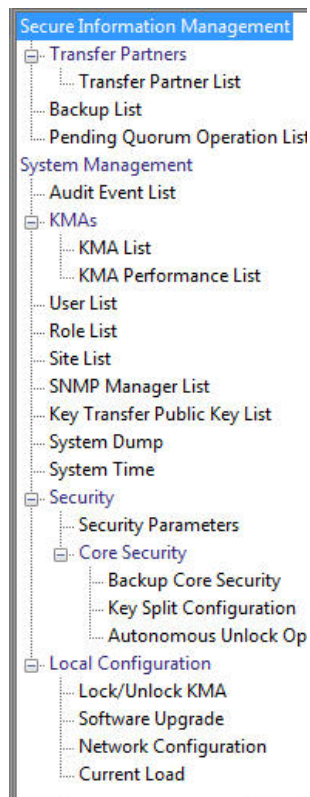 Secure Information Management
Transfer Partners
Transfer Partner List
Backup List
Pending Quorum Operation List
System Management
Audit Event List
KMAs
KMA List
KMA Performance List
User List
Role List
Site List
SNMP Manager List
Key Transfer Public Key List
System Dump
System Time
Security
Security Parameters
Core Security
Backup Core Security
Key Split Configuration
Autonomous Unlock Op
Local Configuration
Lock/Unlock KMA
Software Upgrade
Network Configuration
Current Load